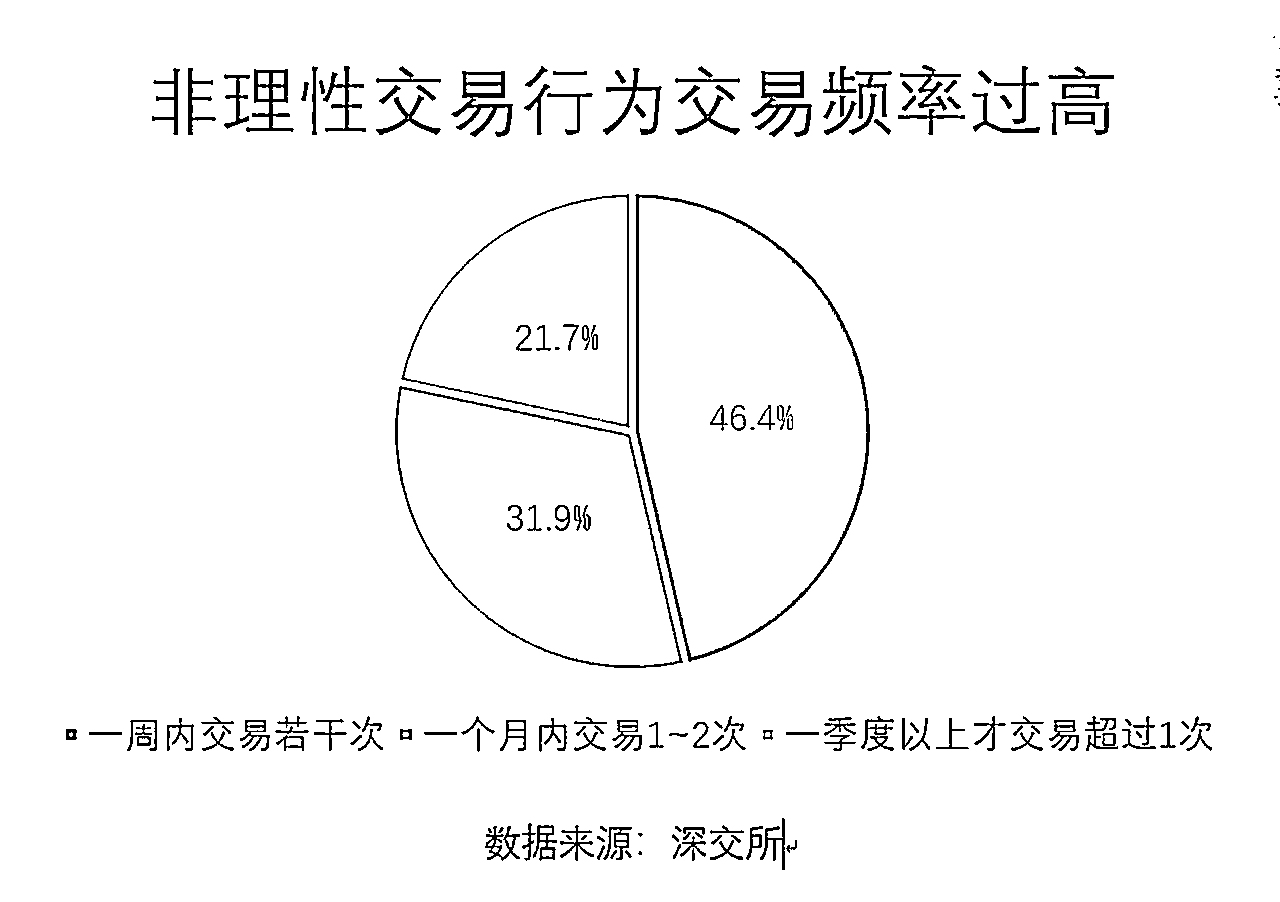 非理性交易行为交易频率过高
21.7%
46.4%
31.9%
一周内交易若干次 一个月内交易1~2次 一季度以上才交易超过1次
数据来源：深交所